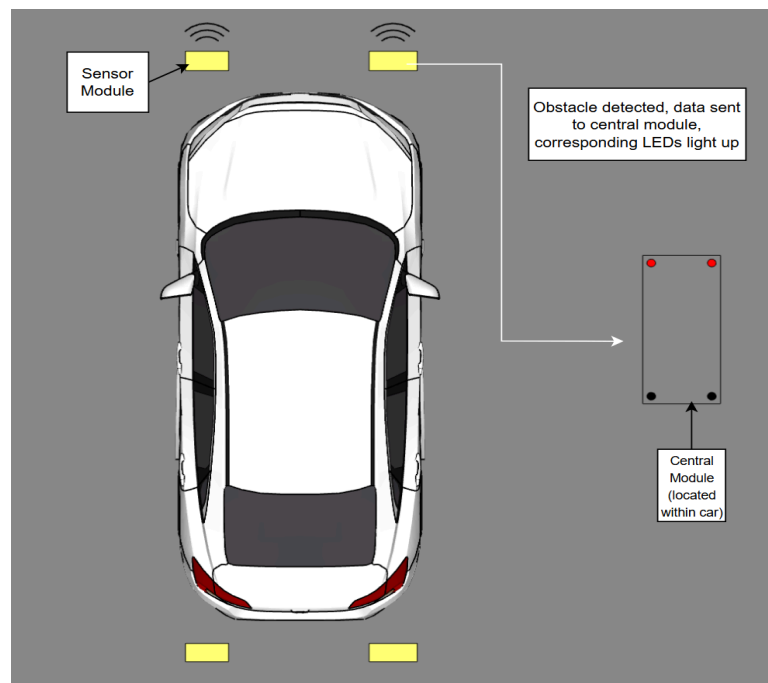 Sensor
Module
Obstacle detected, data sent
to central module,
corresponding LEDs light up
Central
Module
(located
within car)